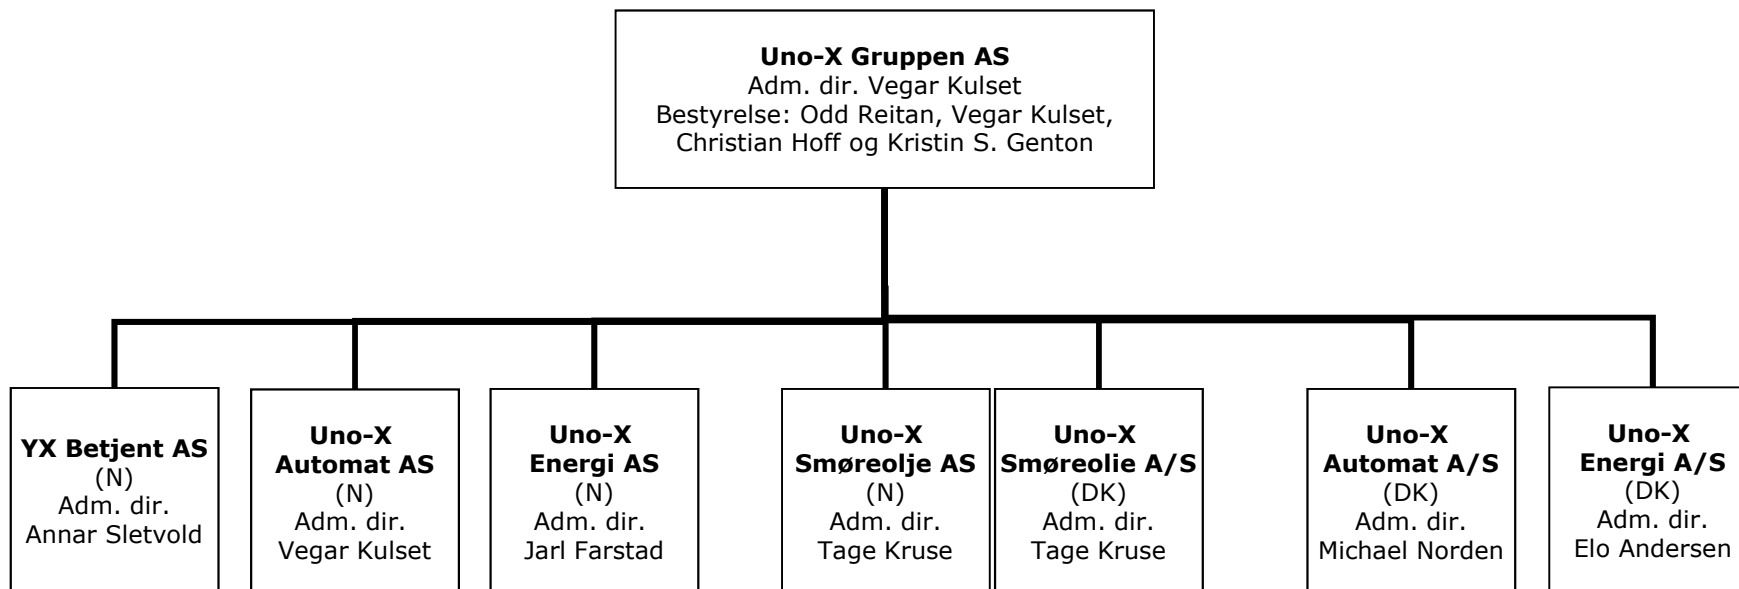 Uno-X Gruppen AS
Adm. dir. Vegar Kulset
Bestyrelse: Odd Reitan, Vegar Kulset,
Christian Hoff og Kristin S. Genton
YX Betjent AS
(N)
Adm. dir.
Annar Sletvold
Uno-X
Automat AS
(N)
Adm. dir.
Vegar Kulset
Uno-X
Energi AS
(N)
Adm. dir.
Jarl Farstad
Uno-X
Smøreolje AS
(N)
Adm. dir.
Tage Kruse
Uno-X
Smøreolie A/S
(DK)
Adm. dir.
Tage Kruse
Uno-X
Automat A/S
(DK)
Adm. dir.
Michael Norden
Uno-X
Energi A/S
(DK)
Adm. dir.
Elo Andersen